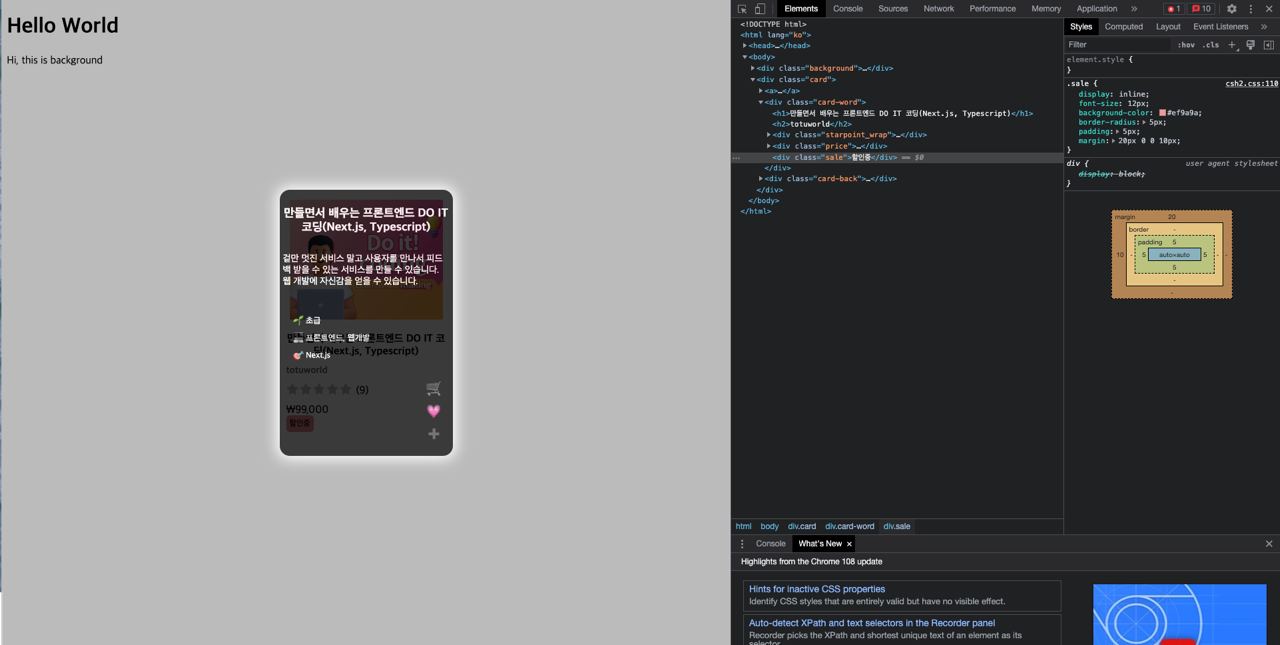 Hello World
Hi, this is background
만들면서 배우는 프론트엔드 DO IT
코딩(Next.js, Typescript)
Do it!
겉만 멋진 서비스 말고 사용자를 만나서 피드
백 받을 수 있는 서비스를 만들 수 있습니다.
웹 개발에 자신감을 얻을 수 있습니다.
초급
만들면서 배우는 프론트엔드 DO IT 코
딩(Next.js, Typescript)
프론트엔드, 웹개발
Next.js
totuworld
(9)
₩99,000
할인중
Elements Console Sources Network Performance Memory Application » 1 10
<!DOCTYPE html>
<html lang="ko">
<head>…</head>
<body>
<div class="background">…</div>
<div class="card">
<a>…</a>
<div class="card-word">
<h1>만들면서 배우는 프론트엔드 DO IT 코딩(Next.js, Typescript)</h1>
<h2>totuworld</h2>
<div class="starpoint_wrap">…</div>
<div class="price">…</div>
<div class="sale">할인중</div> == $0
</div>
<div class="card-back">…</div>
</div>
</body>
</html>
html body div.card div.card-word div.sale
Styles Computed Layout Event Listeners »
Filter :hov .cls +
element.style {
}
.sale { csh2.css:110
display: inline;
font-size: 12px;
background-color: #ef9a9a;
border-radius: 5px;
padding: 5px;
margin: 20px 0 0 10px;
}
div { user agent stylesheet
display: block;
}
margin 20
border -
padding 5
10 - 5 auto×auto 5 - -
5
-
-
Console What's New ×
Highlights from the Chrome 108 update
Hints for inactive CSS properties
Identify CSS styles that are entirely valid but have no visible effect.
Auto-detect XPath and text selectors in the Recorder panel
Recorder picks the XPath and shortest unique text of an element as its
selector.